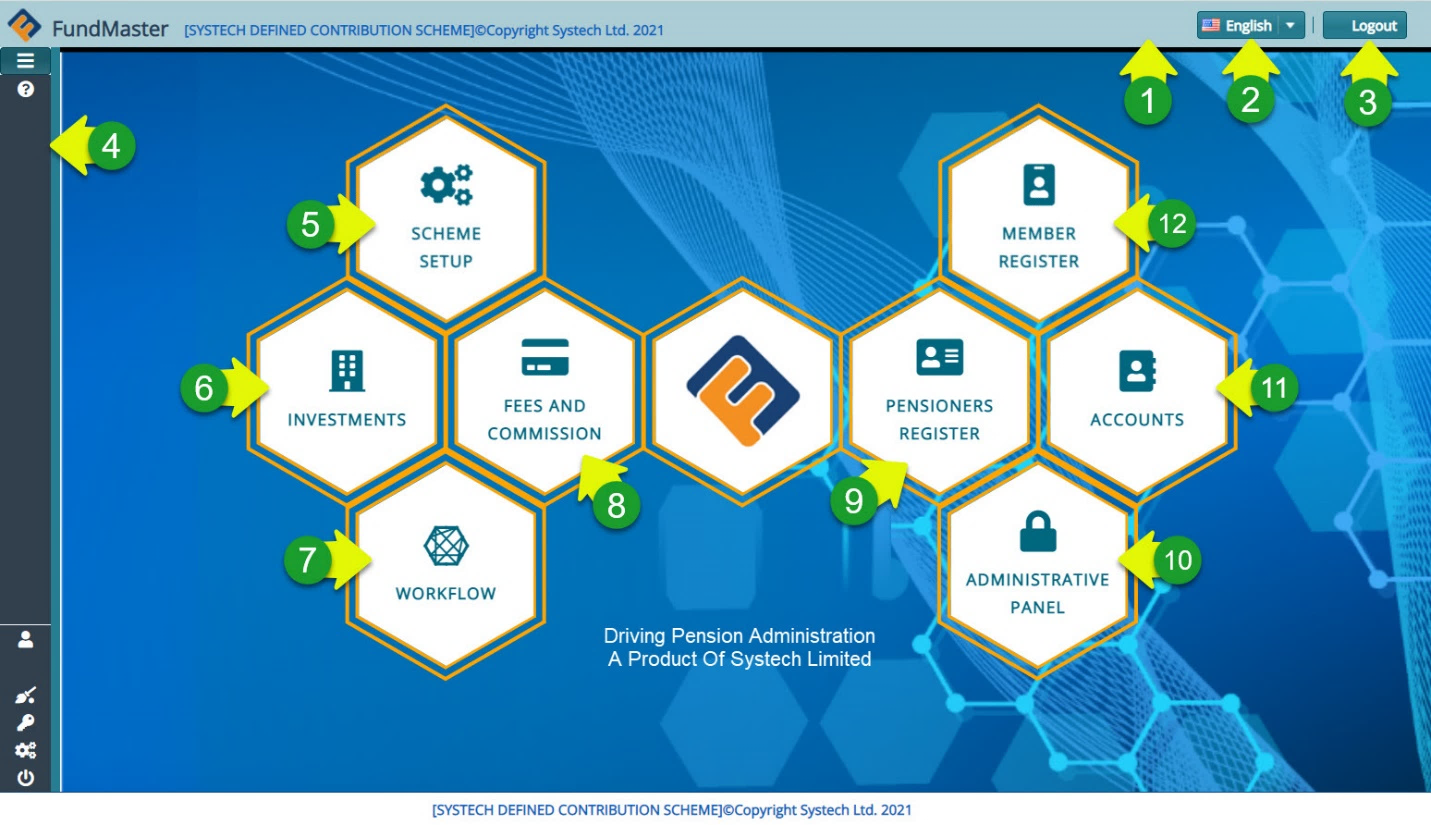 FundMaster [SYSTECH DEFINED CONTRIBUTION SCHEME]©Copyright Systech Ltd. 2021
English
Logout
1
2
3
4
5
SCHEME
SETUP
MEMBER
REGISTER
12
6
INVESTMENTS
FEES AND
COMMISSION
8
PENSIONERS
REGISTER
9
ACCOUNTS
11
7
WORKFLOW
ADMINISTRATIVE
PANEL
10
Driving Pension Administration
A Product Of Systech Limited
[SYSTECH DEFINED CONTRIBUTION SCHEME]©Copyright Systech Ltd. 2021